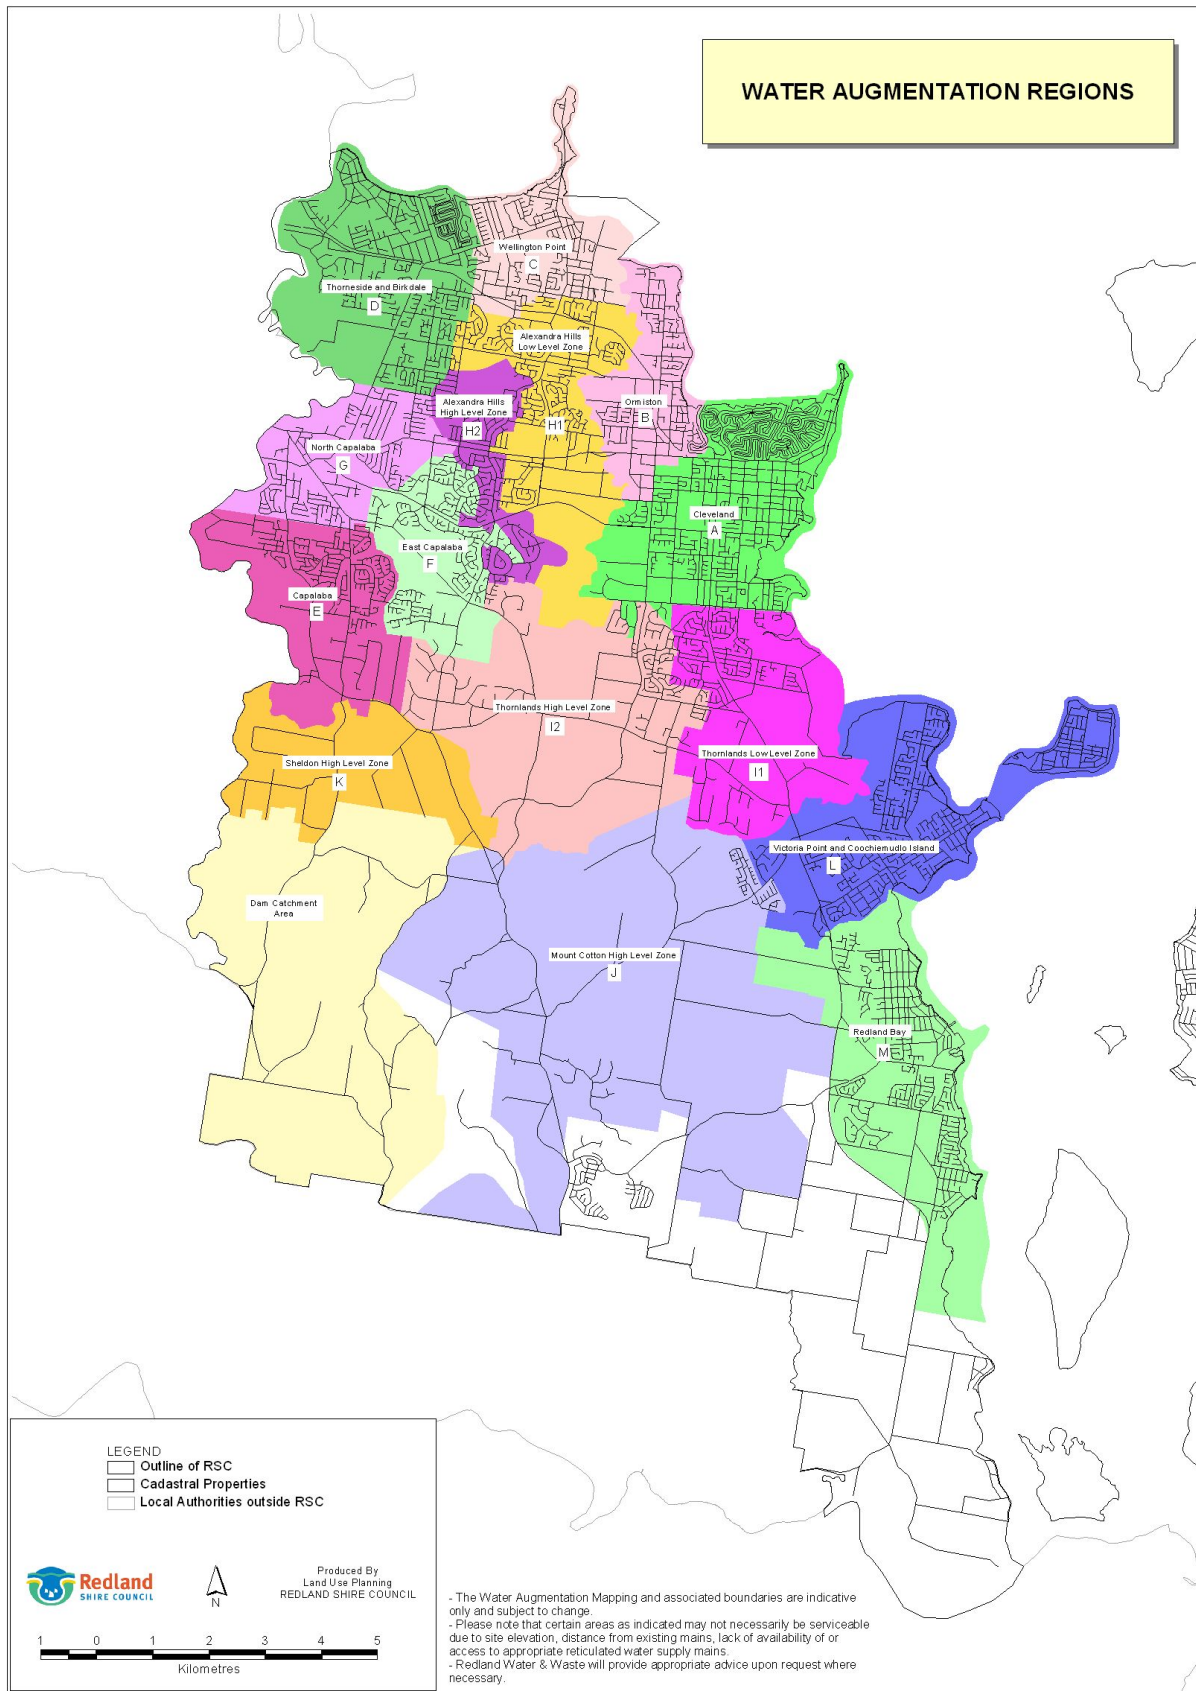 WATER AUGMENTATION REGIONS
Wellington Point
C
Thorneside and Birkdale
D
Alexandra Hills
Low Level Zone
Alexandra Hills
High Level Zone
H2
H1
Ormiston
B
North Capalaba
G
Cleveland
A
East Capalaba
F
Capalaba
E
Thornlands High Level Zone
I2
Thornlands Low Level Zone
I1
Sheldon High Level Zone
K
Victoria Point and Coochiemudlo Island
L
Dam Catchment
Area
Mount Cotton High Level Zone
J
Redland Bay
M
LEGEND
Outline of RSC
Cadastral Properties
Local Authorities outside RSC
Redland
SHIRE COUNCIL
N
Produced By
Land Use Planning
REDLAND SHIRE COUNCIL
1 0 1 2 3 4 5
Kilometres
- The Water Augmentation Mapping and associated boundaries are indicative
only and subject to change.
- Please note that certain areas as indicated may not necessarily be serviceable
due to site elevation, distance from existing mains, lack of availability of or
access to appropriate reticulated water supply mains.
- Redland Water & Waste will provide appropriate advice upon request where
necessary.